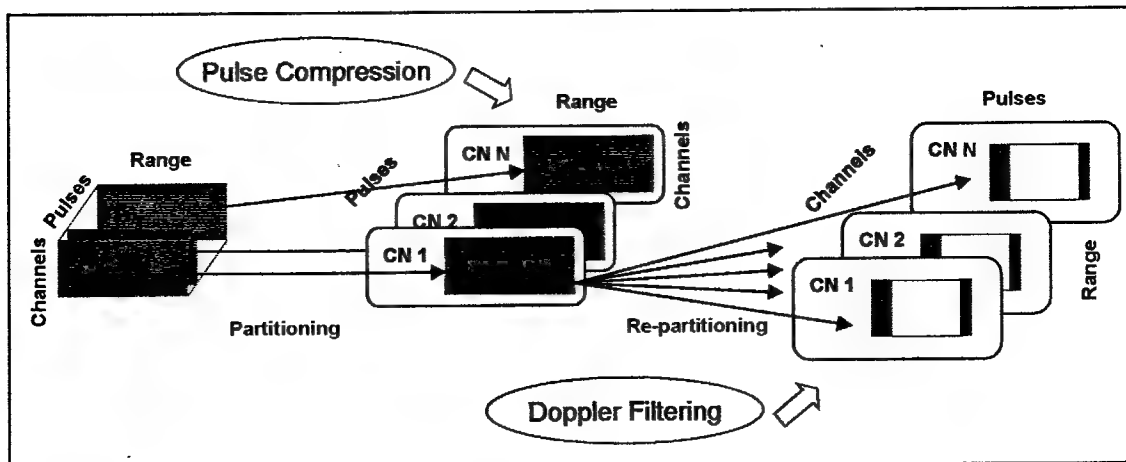 Pulse Compression
Range
Pulses
Channels
Partitioning
Range
Pulses
CN N
CN 2
CN 1
Channels
Re-partitioning
Pulses
Channels
CN N
CN 2
CN 1
Range
Doppler Filtering